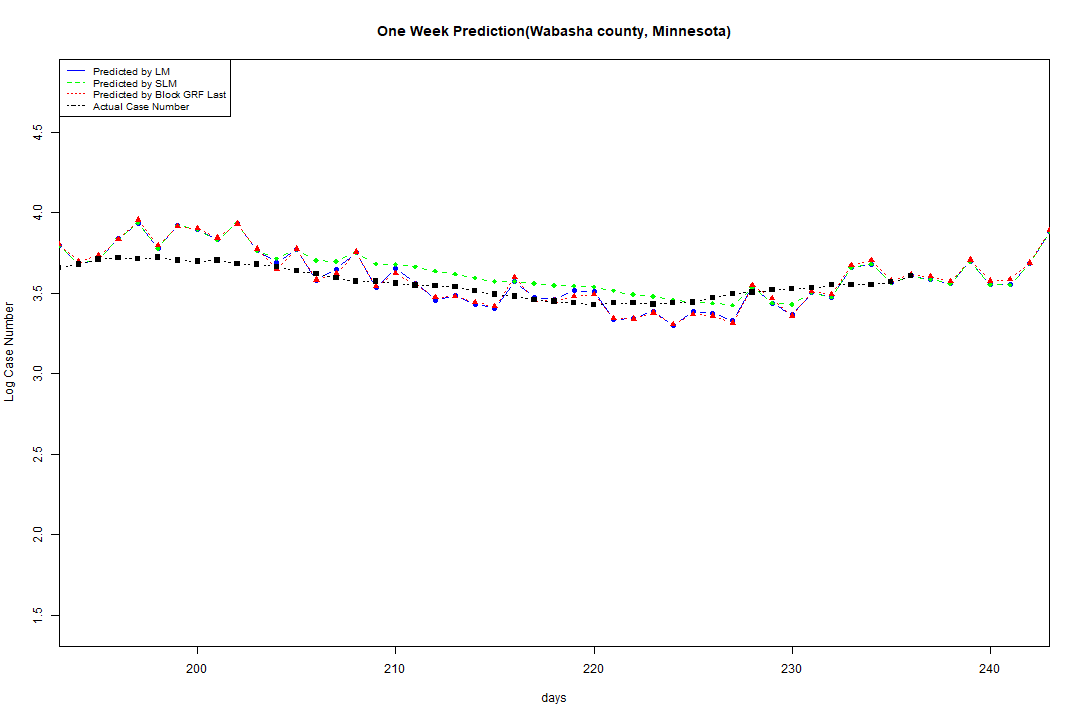 One Week Prediction(Wabasha county, Minnesota)
Predicted by LM
Predicted by SLM
Predicted by Block GRF Last
Actual Case Number
4.5
4.0
3.5
3.0
2.5
2.0
1.5
Log Case Number
200
210
220
230
240
days